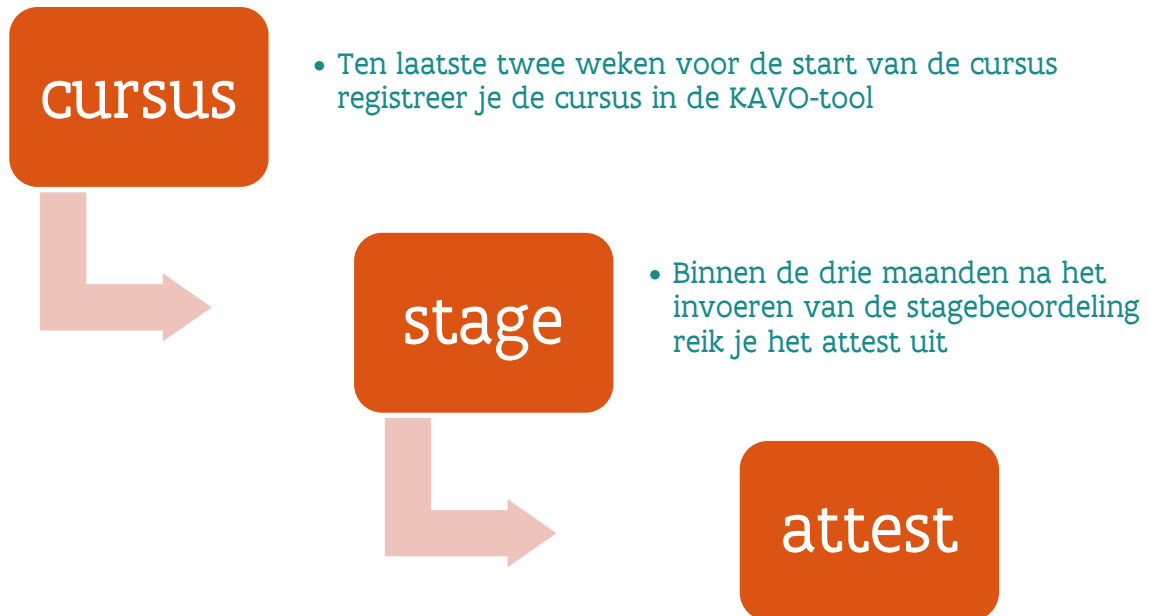 cursus
• Ten laatste twee weken voor de start van de cursus
registreer je de cursus in de KAVO-tool
stage
• Binnen de drie maanden na het
invoeren van de stagebeoordeling
reik je het attest uit
attest